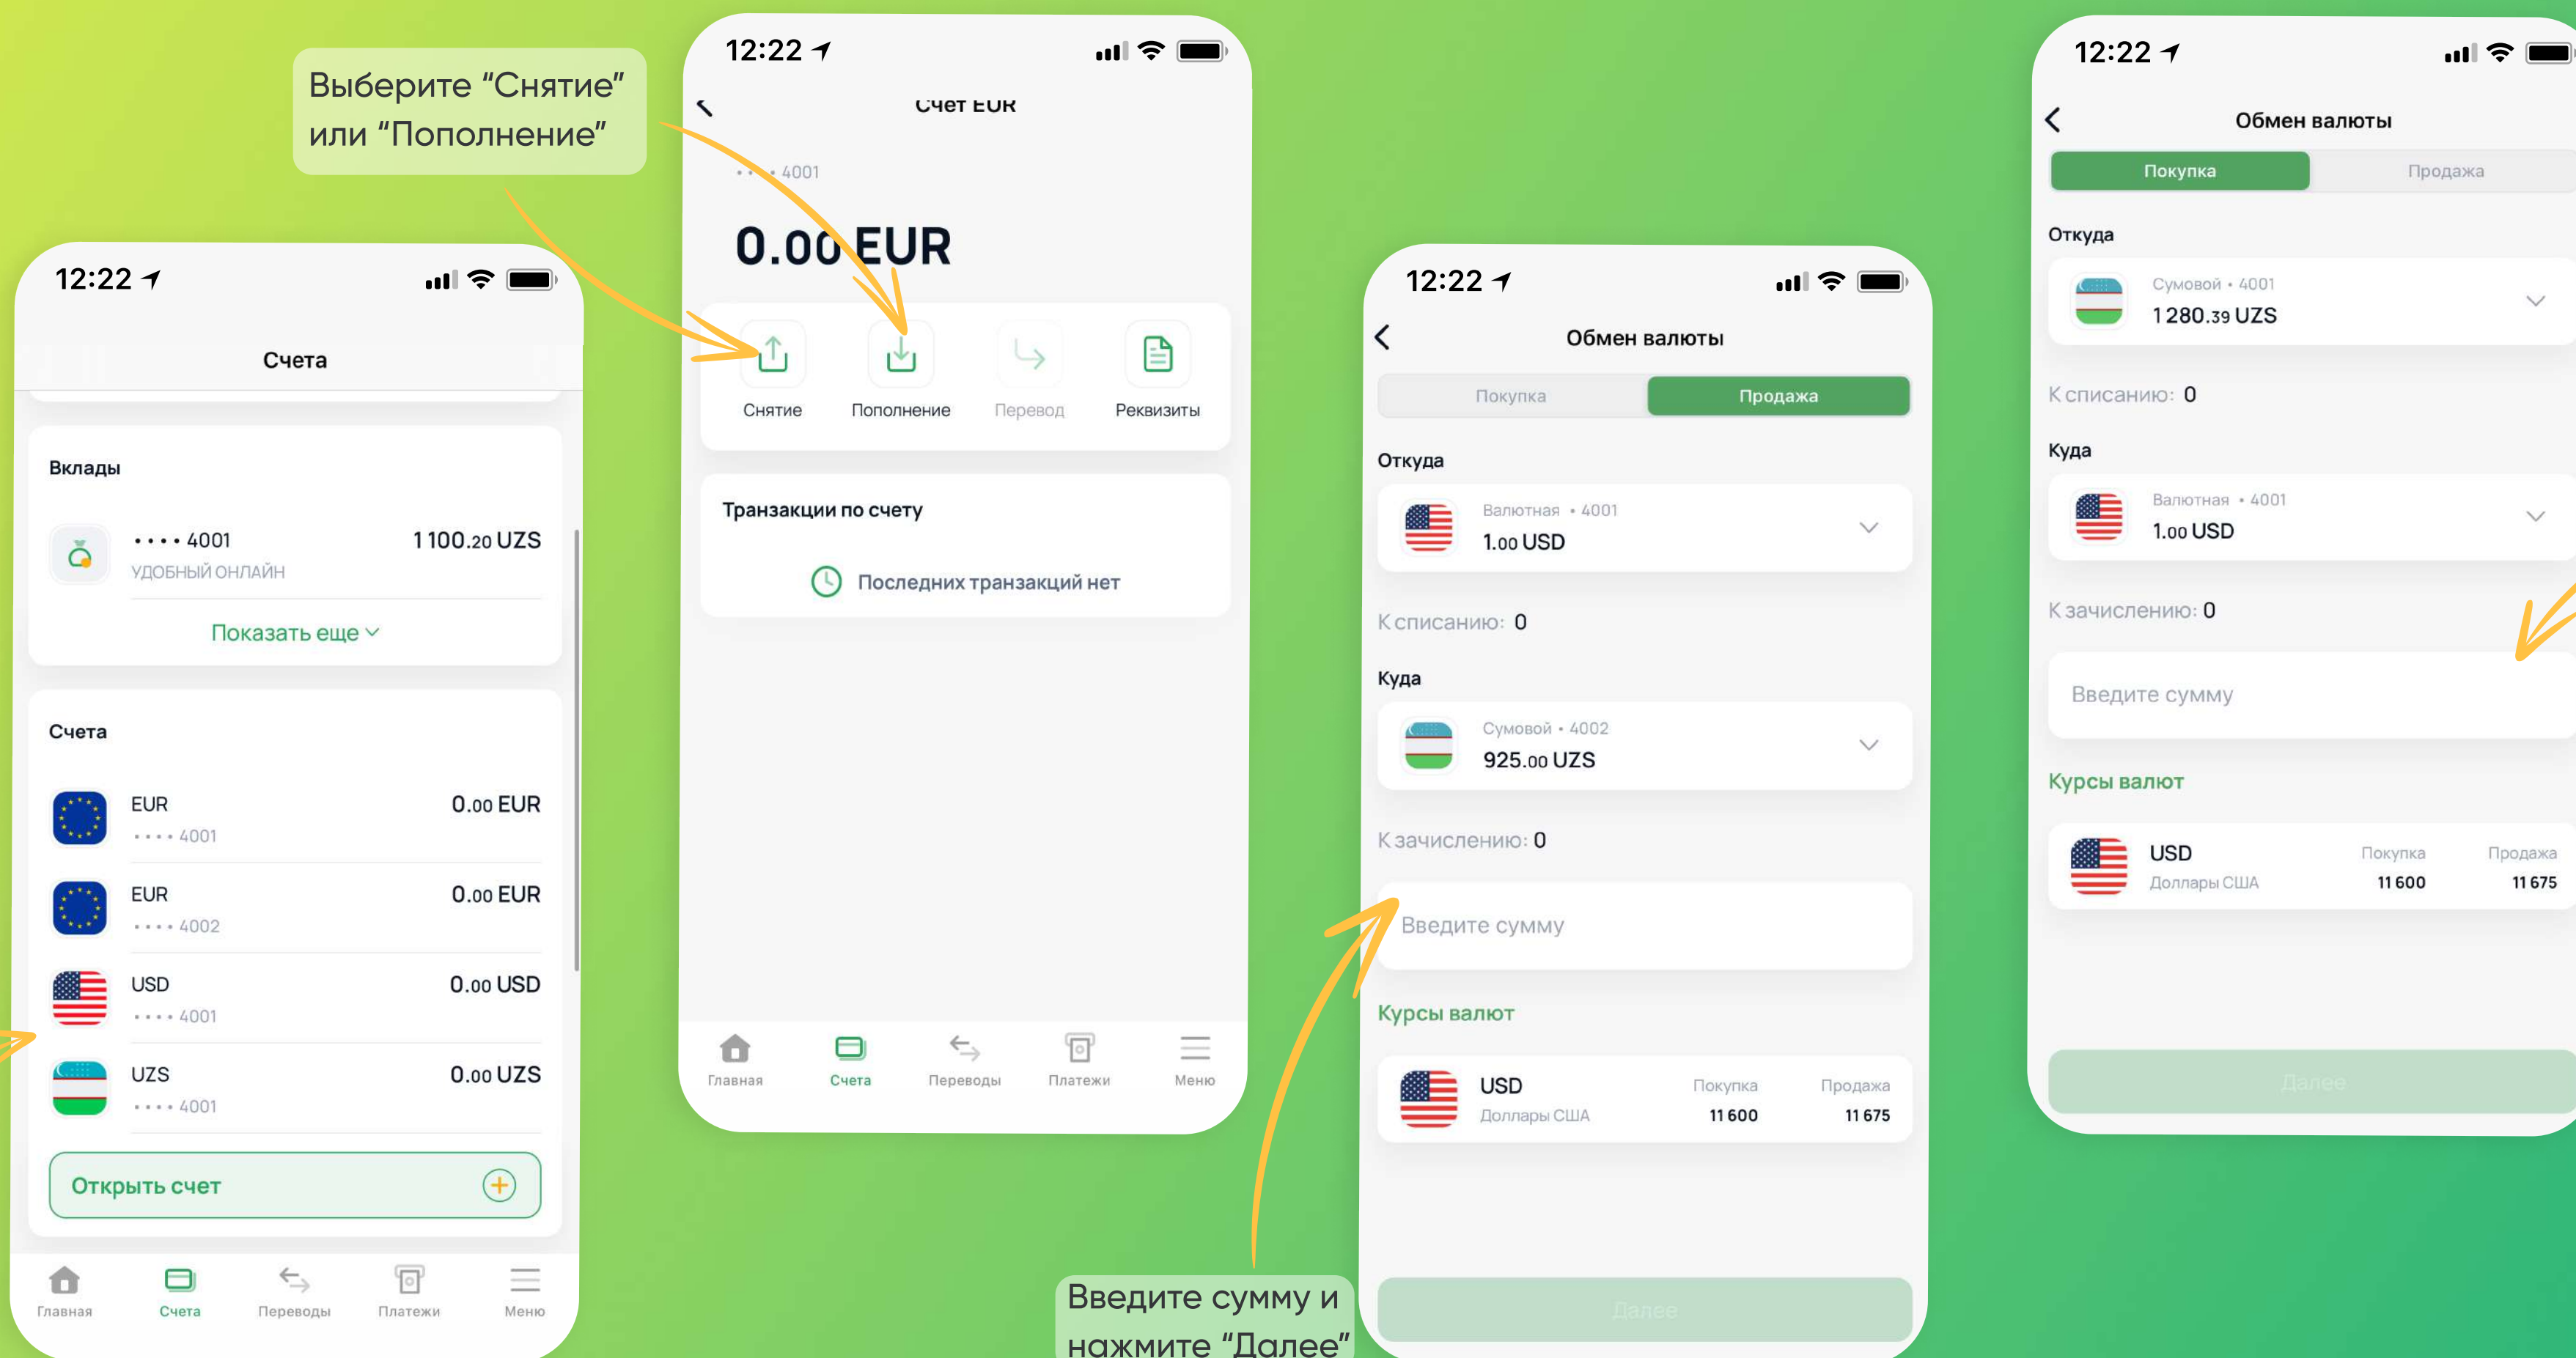 Выберите “Снятие”
или “Пополнение”
12:22
Счета
Вклады
•••• 4001
1 100.20 UZS
УДОБНЫЙ ОНЛАЙН
Показать еще
Счета
EUR
0.00 EUR
•••• 4001
EUR
0.00 EUR
•••• 4002
USD
0.00 USD
•••• 4001
UZS
0.00 UZS
•••• 4001
Открыть счет
Главная
Счета
Переводы
Платежи
Меню
12:22
Счет EUR
•••• 4001
0.00 EUR
Снятие
Пополнение
Перевод
Реквизиты
Транзакции по счету
Последних транзакций нет
Главная
Счета
Переводы
Платежи
Меню
Введите сумму и
нажмите “Далее”
12:22
Обмен валюты
Покупка
Продажа
Откуда
Валютная • 4001
1.00 USD
К списанию: 0
Куда
Сумовой • 4002
925.00 UZS
К зачислению: 0
Введите сумму
Курсы валют
USD
Покупка
Продажа
Доллары США
11 600
11 675
Далее
12:22
Обмен валюты
Покупка
Продажа
Откуда
Сумовой • 4001
1 280.39 UZS
К списанию: 0
Куда
Валютная • 4001
1.00 USD
К зачислению: 0
Введите сумму
Курсы валют
USD
Покупка
Продажа
Доллары США
11 600
11 675
Далее